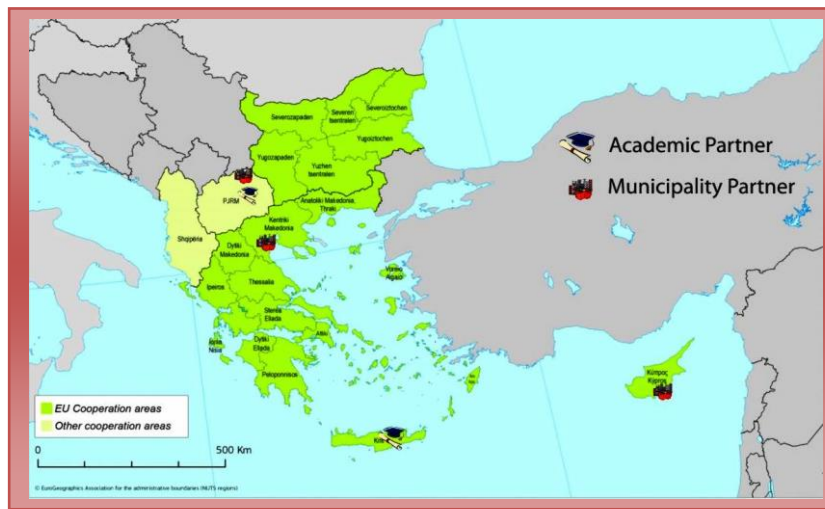 Severozapaden
Severen
tsentralen
Severoiztochen
Yugoiztochen
Yugozapaden
Yuzhen
tsentralen
Academic Partner
Municipality Partner
FJRM
Anatoliki Makedonia
Thraki
Kentriki
Makedonia
Shqipëria
Dytiki
Makedonia
Voreio
Aigaio
Ipeiros
Thessalia
Sterea
Ellada
Ionia
Nisia
Dytiki
Ellada
Attiki
Peloponnisos
Κύπρος
Kıbrıs
EU Cooperation areas
Other cooperation areas
0
500 Km
© EuroGeographics Association for the administrative boundaries (NUTS regions)